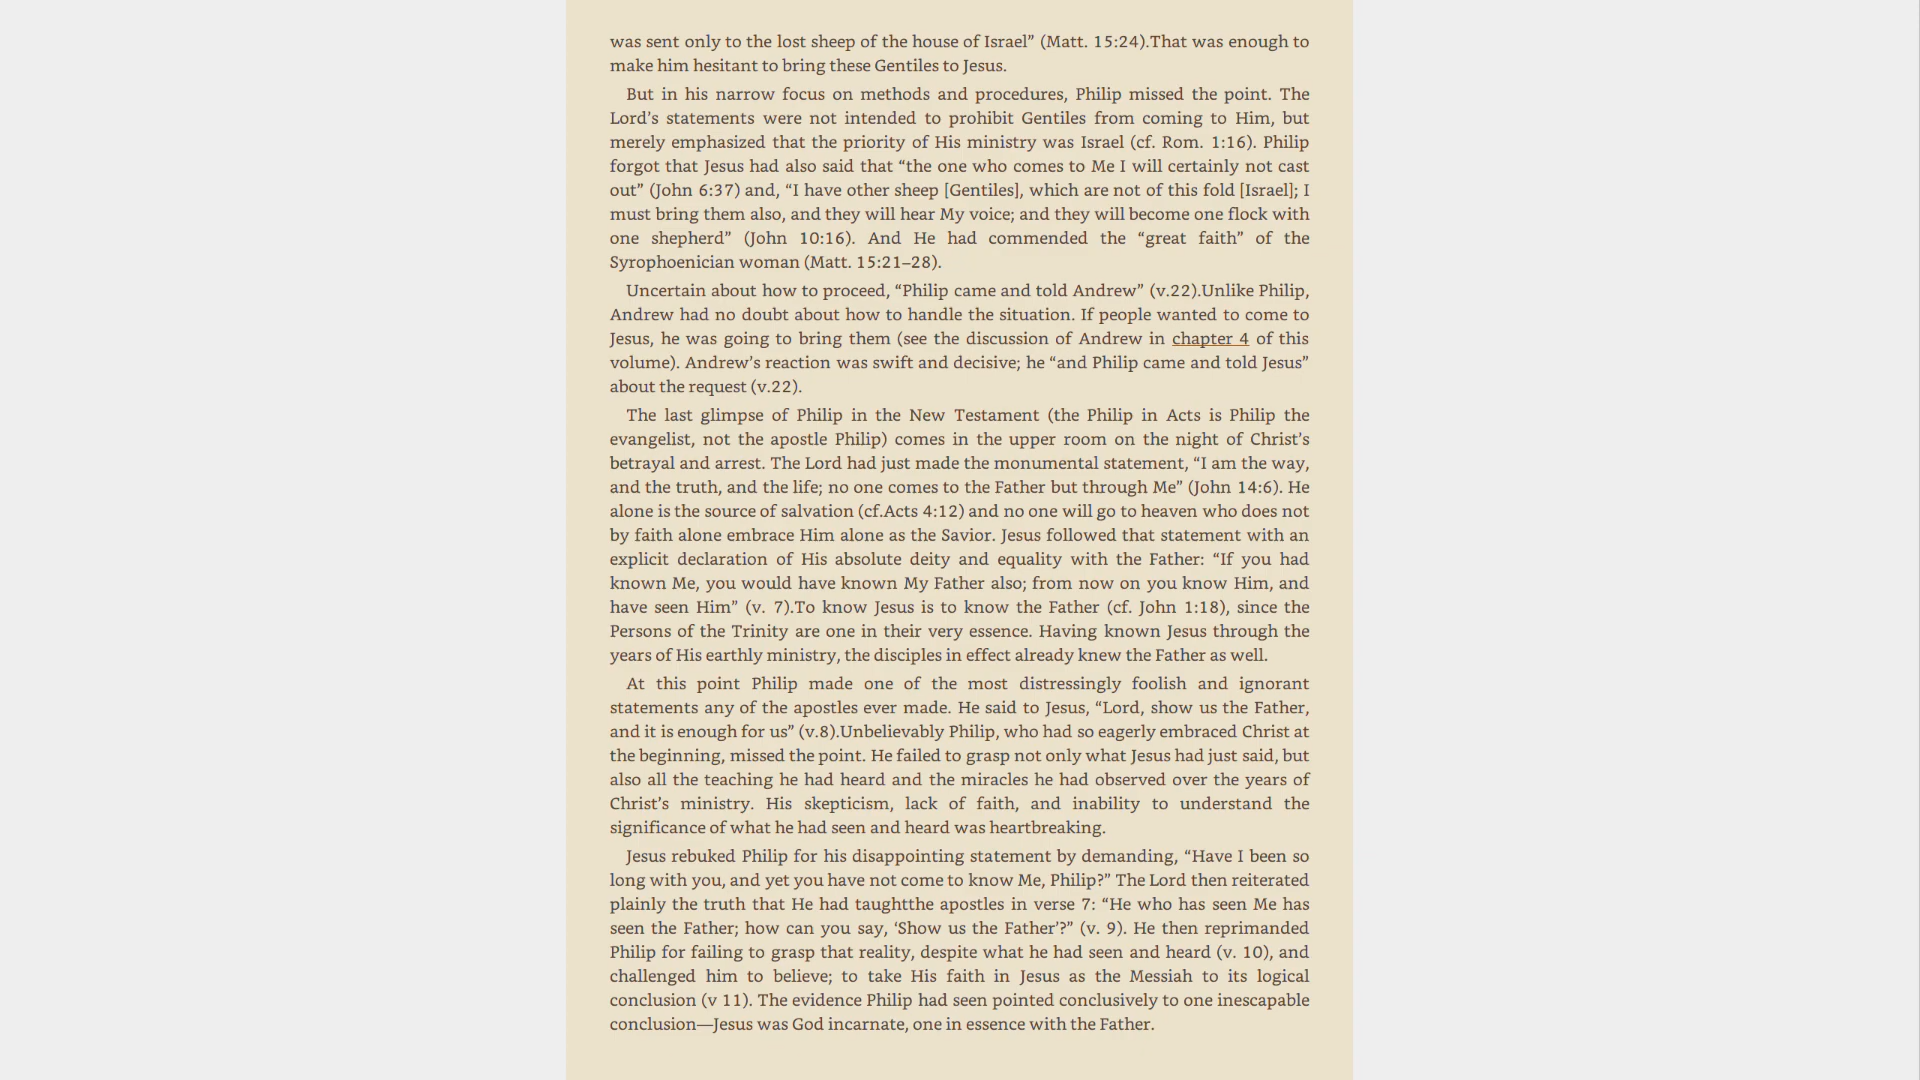 was sent only to the lost sheep of the house of Israel” (Matt. 15:24).That was enough to
make him hesitant to bring these Gentiles to Jesus.
But in his narrow focus on methods and procedures, Philip missed the point. The
Lord’s statements were not intended to prohibit Gentiles from coming to Him, but
merely emphasized that the priority of His ministry was Israel (cf. Rom. 1:16). Philip
forgot that Jesus had also said that “the one who comes to Me I will certainly not cast
out” (John 6:37) and, “I have other sheep [Gentiles], which are not of this fold [Israel]; I
must bring them also, and they will hear My voice; and they will become one flock with
one shepherd” (John 10:16). And He had commended the “great faith” of the
Syrophoenician woman (Matt. 15:21–28).
Uncertain about how to proceed, “Philip came and told Andrew” (v.22).Unlike Philip,
Andrew had no doubt about how to handle the situation. If people wanted to come to
Jesus, he was going to bring them (see the discussion of Andrew in chapter 4 of this
volume). Andrew’s reaction was swift and decisive; he “and Philip came and told Jesus”
about the request (v.22).
The last glimpse of Philip in the New Testament (the Philip in Acts is Philip the
evangelist, not the apostle Philip) comes in the upper room on the night of Christ’s
betrayal and arrest. The Lord had just made the monumental statement, “I am the way,
and the truth, and the life; no one comes to the Father but through Me” (John 14:6). He
alone is the source of salvation (cf.Acts 4:12) and no one will go to heaven who does not
by faith alone embrace Him alone as the Savior. Jesus followed that statement with an
explicit declaration of His absolute deity and equality with the Father: “If you had
known Me, you would have known My Father also; from now on you know Him, and
have seen Him” (v. 7).To know Jesus is to know the Father (cf. John 1:18), since the
Persons of the Trinity are one in their very essence. Having known Jesus through the
years of His earthly ministry, the disciples in effect already knew the Father as well.
At this point Philip made one of the most distressingly foolish and ignorant
statements any of the apostles ever made. He said to Jesus, “Lord, show us the Father,
and it is enough for us” (v.8).Unbelievably Philip, who had so eagerly embraced Christ at
the beginning, missed the point. He failed to grasp not only what Jesus had just said, but
also all the teaching he had heard and the miracles he had observed over the years of
Christ’s ministry. His skepticism, lack of faith, and inability to understand the
significance of what he had seen and heard was heartbreaking.
Jesus rebuked Philip for his disappointing statement by demanding, “Have I been so
long with you, and yet you have not come to know Me, Philip?” The Lord then reiterated
plainly the truth that He had taughtthe apostles in verse 7: “He who has seen Me has
seen the Father; how can you say, ‘Show us the Father’?” (v. 9). He then reprimanded
Philip for failing to grasp that reality, despite what he had seen and heard (v. 10), and
challenged him to believe; to take His faith in Jesus as the Messiah to its logical
conclusion (v 11). The evidence Philip had seen pointed conclusively to one inescapable
conclusion—Jesus was God incarnate, one in essence with the Father.